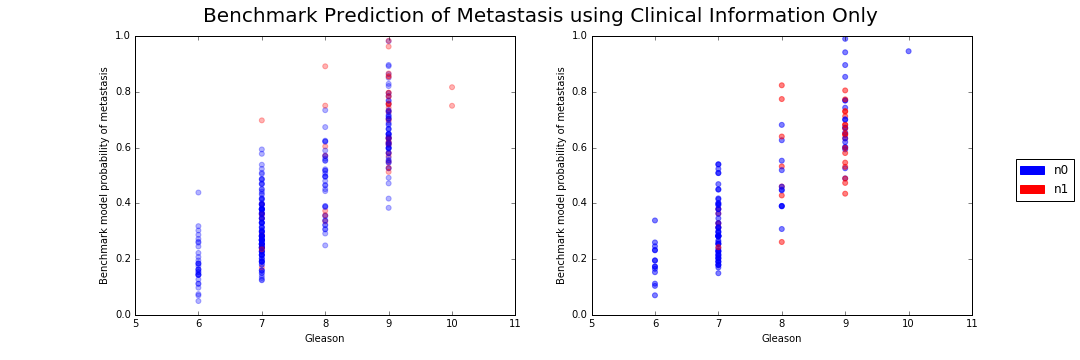 Benchmark Prediction of Metastasis using Clinical Information Only
Benchmark model probability of metastasis
1.0
0.8
0.6
0.4
0.2
0.0
5 6 7 8 9 10 11
Gleason
Benchmark model probability of metastasis
1.0
0.8
0.6
0.4
0.2
0.0
5 6 7 8 9 10 11
Gleason
n0
n1